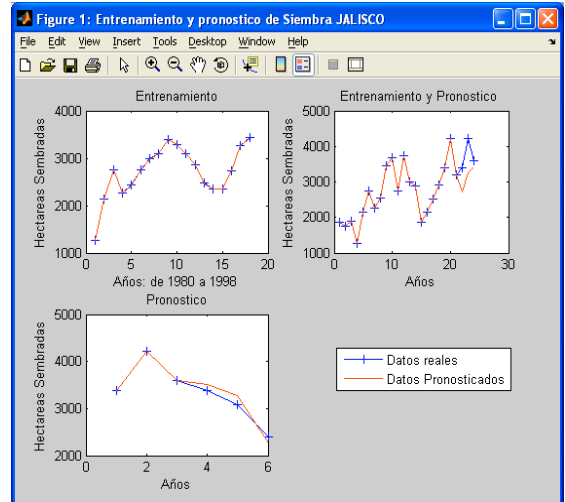 Figure 1: Entrenamiento y pronostico de Siembra JALISCO
File Edit View Insert Tools Desktop Window Help
Entrenamiento
Hectareas Sembradas
4000
3000
2000
1000
0 5 10 15 20
Años: de 1980 a 1998
Entrenamiento y Pronostico
Hectareas Sembradas
5000
4000
3000
2000
1000
0 10 20 30
Años
Pronostico
Hectareas Sembradas
5000
4000
3000
2000
0 2 4 6
Años
Datos reales
Datos Pronosticados